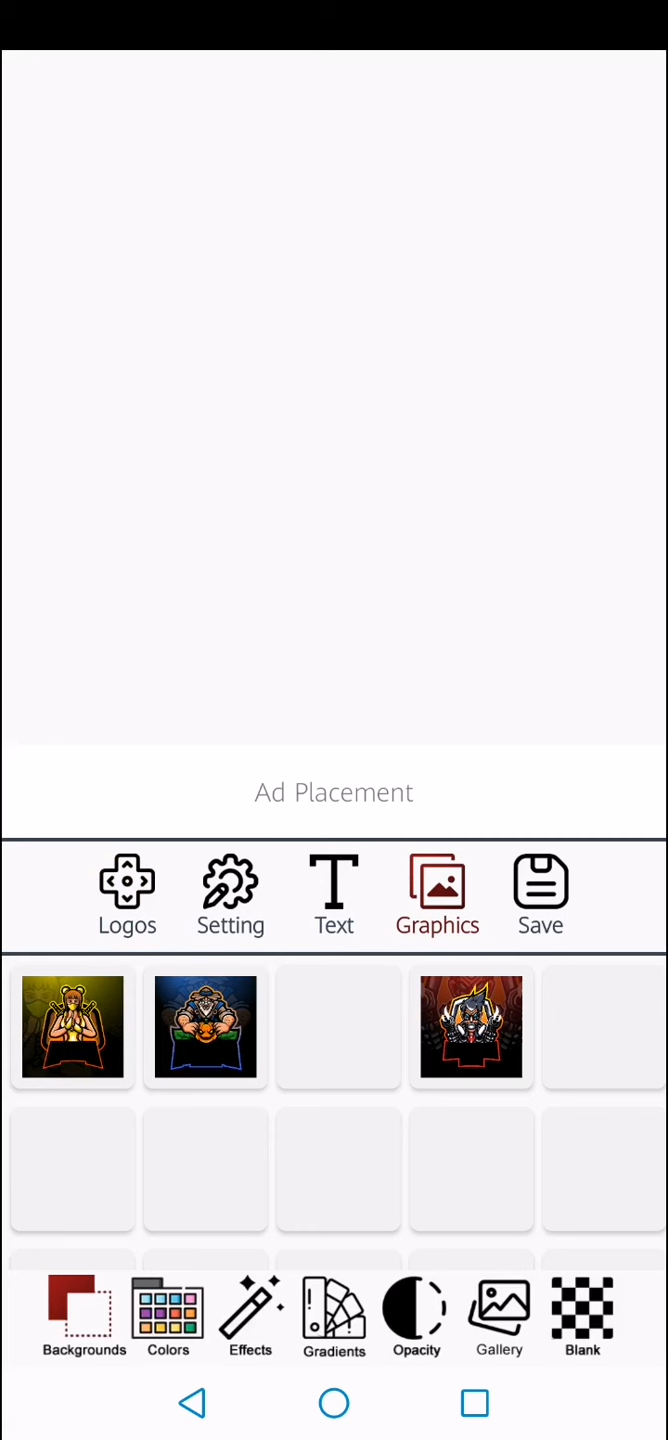 Ad Placement
Logos
Setting
Text
Graphics
Save
Backgrounds
Colors
Effects
Gradients
Opacity
Gallery
Blank